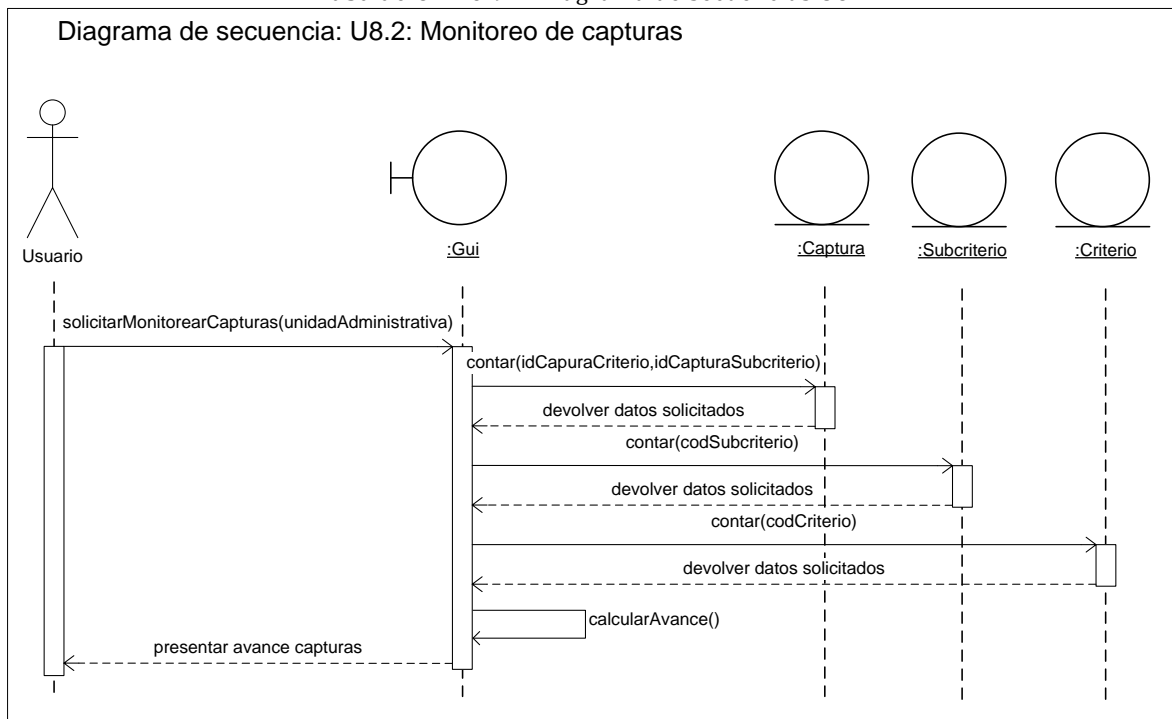 Diagrama de secuencia: U8.2: Monitoreo de capturas
Usuario
:Gui
:Captura
:Subcriterio
:Criterio
solicitarMonitorearCapturas(unidadAdministrativa)
contar(idCapuraCriterio,idCapturaSubcriterio)
devolver datos solicitados
contar(codSubcriterio)
devolver datos solicitados
contar(codCriterio)
devolver datos solicitados
calcularAvance()
presentar avance capturas